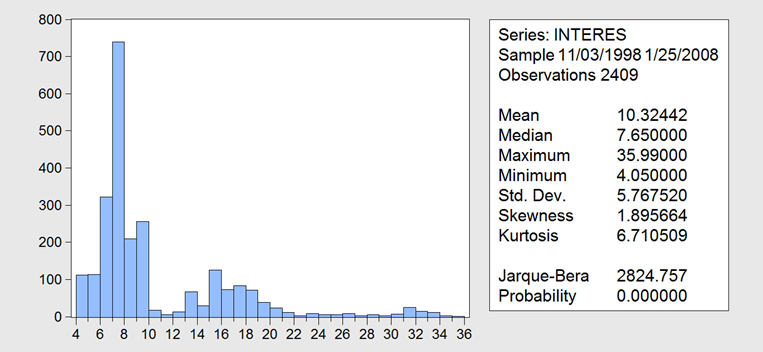 800
700
600
500
400
300
200
100
0
4 6 8 10 12 14 16 18 20 22 24 26 28 30 32 34 36
Series: INTERES
Sample 11/03/1998 1/25/2008
Observations 2409
Mean 10.32442
Median 7.650000
Maximum 35.99000
Minimum 4.050000
Std. Dev. 5.767520
Skewness 1.895664
Kurtosis 6.710509
Jarque-Bera 2824.757
Probability 0.000000